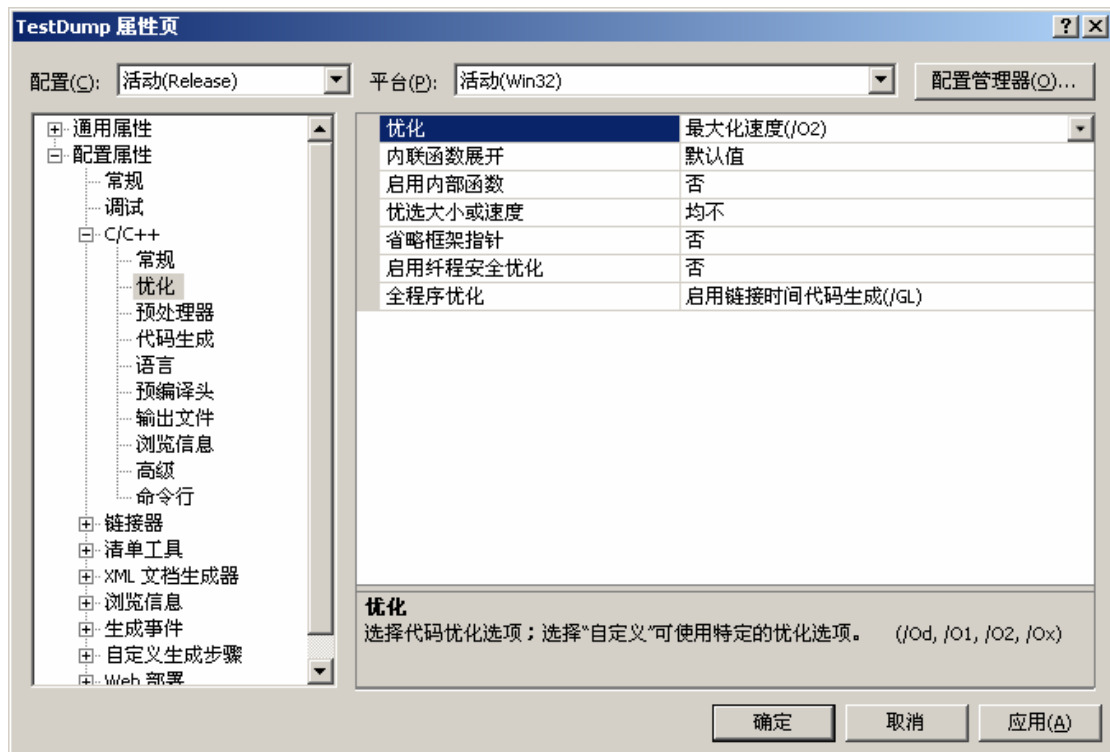 TestDump 属性页
配置(C): 活动(Release) 平台(P): 活动(Win32) 配置管理器(O)...
通用属性
配置属性
常规
调试
C/C++
常规
优化
预处理器
代码生成
语言
预编译头
输出文件
浏览信息
高级
命令行
链接器
清单工具
XML 文档生成器
浏览信息
生成事件
自定义生成步骤
Web 部署
优化 最大化速度(/O2)
内联函数展开 默认值
启用内部函数 否
优选大小或速度 均不
省略框架指针 否
启用纤程安全优化 否
全程序优化 启用链接时间代码生成(/GL)
优化
选择代码优化选项；选择“自定义”可使用特定的优化选项。 (/Od, /O1, /O2, /Ox)
确定 取消 应用(A)